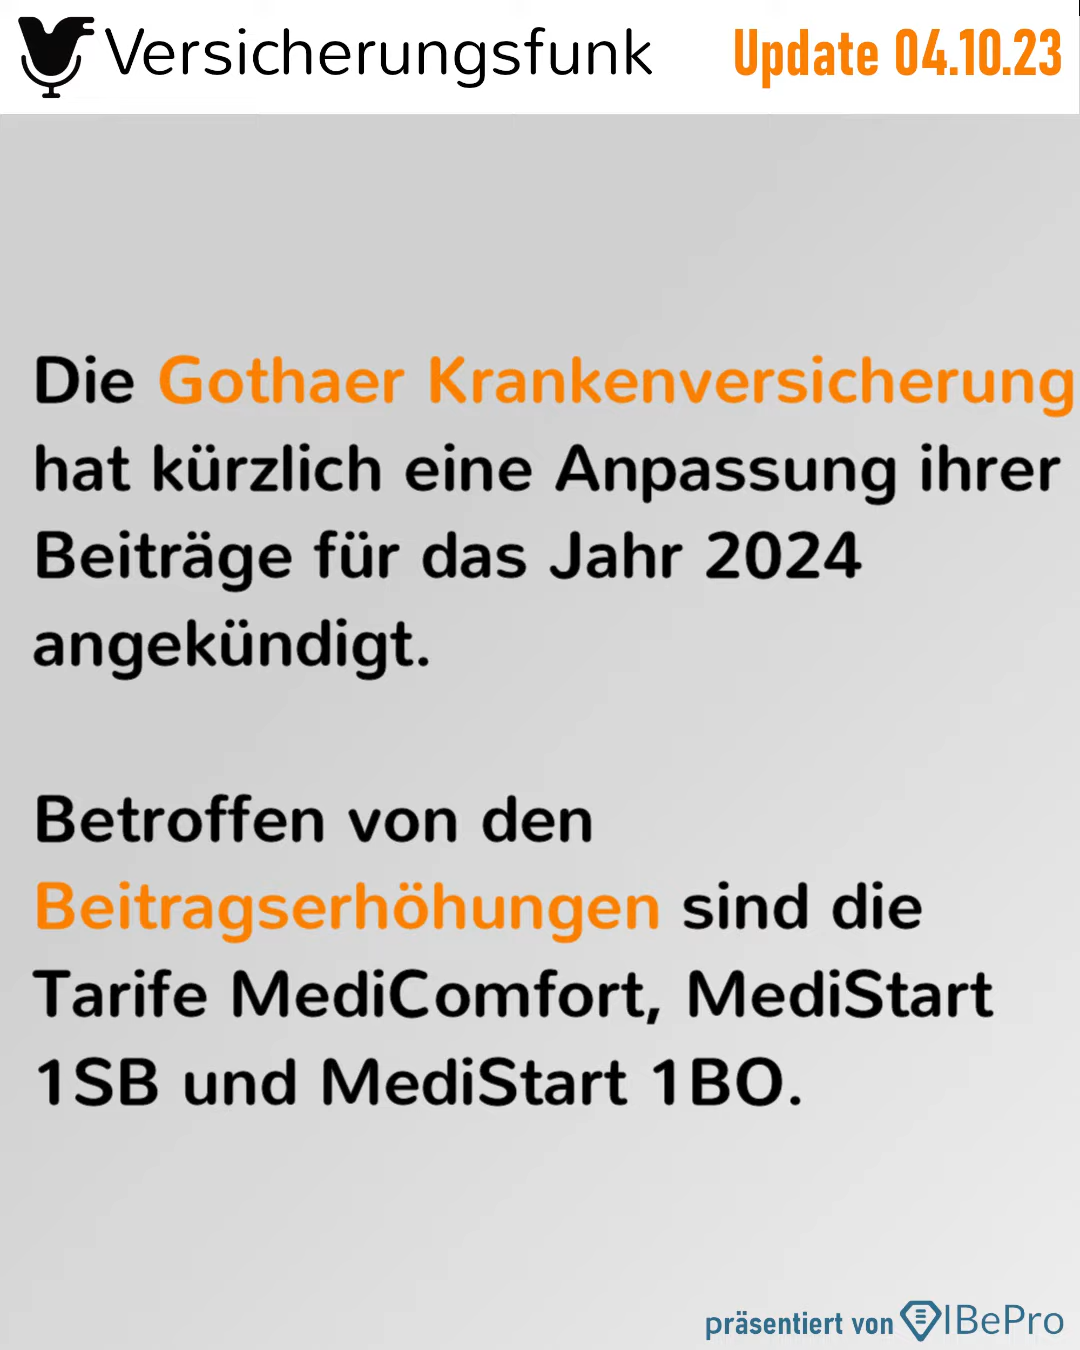 Versicherungsfunk
Update 04.10.23
Die Gothaer Krankenversicherung
hat kürzlich eine Anpassung ihrer
Beiträge für das Jahr 2024
angekündigt.
Betroffen von den
Beitragserhöhungen sind die
Tarife MediComfort, MediStart
1SB und MediStart 1BO.
präsentiert von IBePro